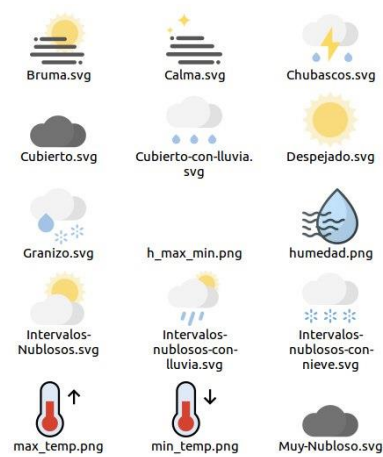 Bruma.svg
Calma.svg
Chubascos.svg
Cubierto.svg
Cubierto-con-lluvia.
svg
Despejado.svg
Granizo.svg
h_max_min.png
humedad.png
Intervalos-
Nublosos.svg
Intervalos-
nublosos-con-
lluvia.svg
Intervalos-
nublosos-con-
nieve.svg
max_temp.png
min_temp.png
Muy-Nubloso.svg